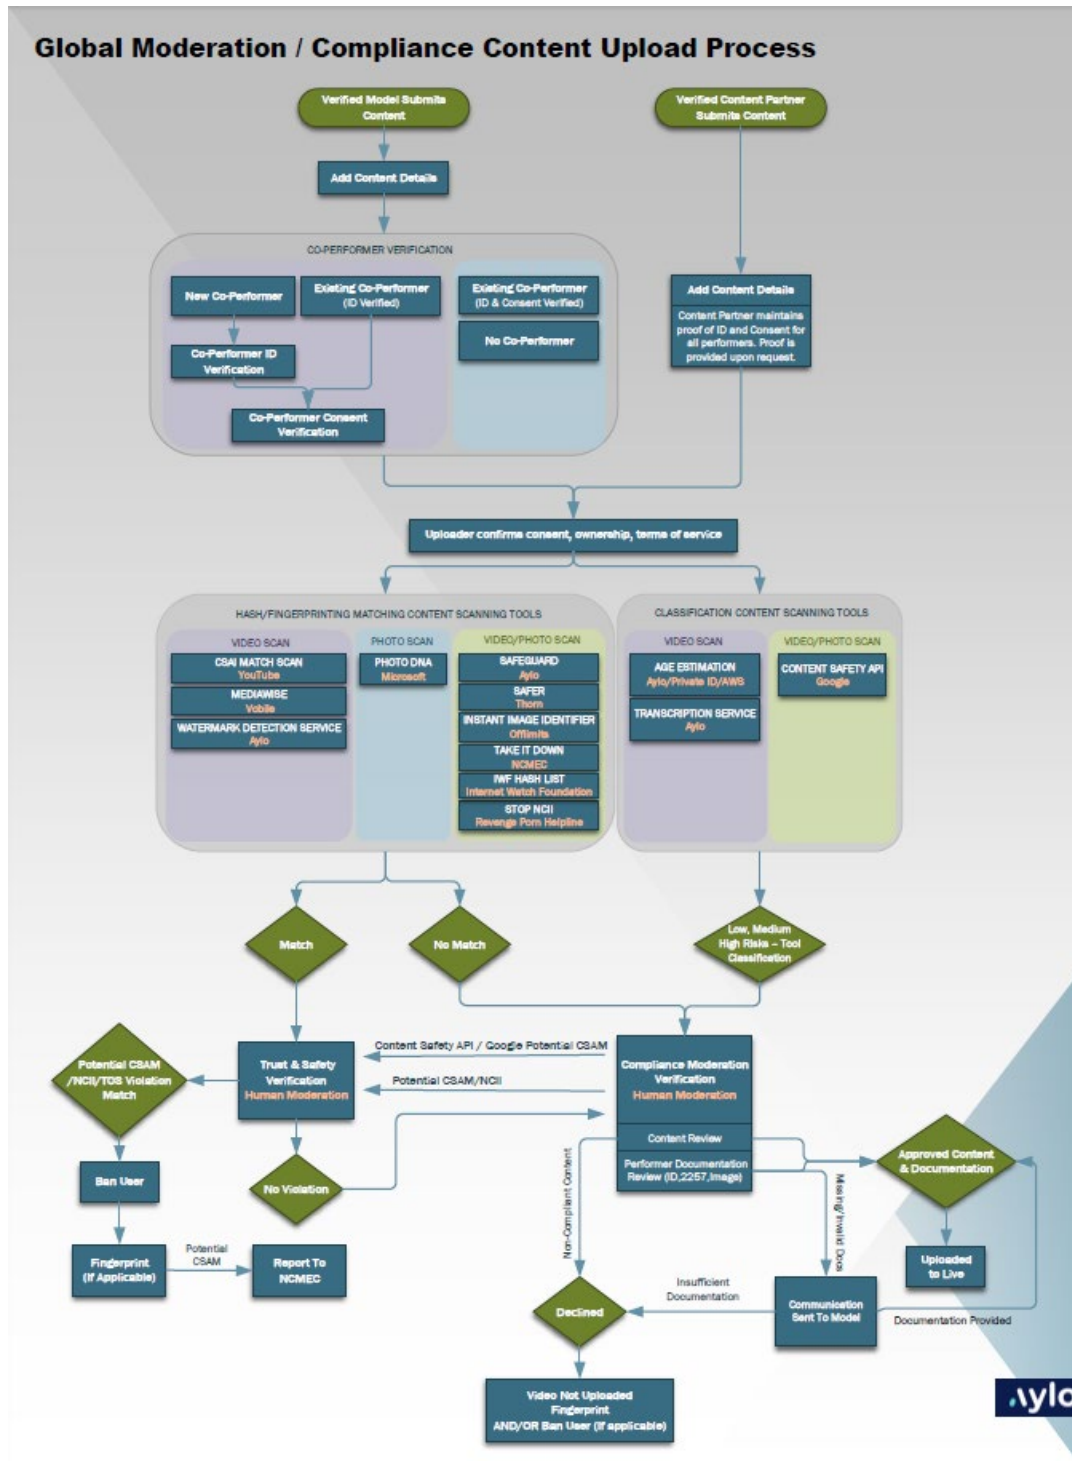 Global Moderation / Compliance Content Upload Process
Verified Model Submits
Content
Verified Content Partner
Submits Content
Add Content Details
CO-PERFORMER VERIFICATION
New Co-Performer
Existing Co-Performer
(ID Verified)
Existing Co-Performer
(ID & Consent Verified)
No Co-Performer
Co-Performer ID
Verification
Co-Performer Consent
Verification
Add Content Details
Content Partner maintains
proof of ID and Consent for
all performers. Proof is
provided upon request.
Uploader confirms consent, ownership, terms of service
HASH/FINGERPRINTING MATCHING CONTENT SCANNING TOOLS
VIDEO SCAN
CSAI MATCH SCAN
YouTube
MEDIAWISE
Vobile
WATERMARK DETECTION SERVICE
Aylo
PHOTO SCAN
PHOTO DNA
Microsoft
VIDEO/PHOTO SCAN
SAFEGUARD
Aylo
SAFER
Thorn
INSTANT IMAGE IDENTIFIER
Offlimits
TAKE IT DOWN
NCMEC
IWF HASH LIST
Internet Watch Foundation
STOP NCII
Revenge Porn Helpline
CLASSIFICATION CONTENT SCANNING TOOLS
VIDEO SCAN
AGE ESTIMATION
Aylo/Private ID/AWS
TRANSCRIPTION SERVICE
Aylo
VIDEO/PHOTO SCAN
CONTENT SAFETY API
Google
Match
No Match
Low, Medium
High Risks – Tool
Classification
Potential CSAM
/NCII/TOS Violation
Match
Trust & Safety
Verification
Human Moderation
Content Safety API / Google Potential CSAM
Potential CSAM/NCII
Compliance Moderation
Verification
Human Moderation
Content Review
Performer Documentation
Review (ID,2257,Image)
Approved Content
& Documentation
Ban User
No Violation
Non-Compliant Content
Missing/Invalid Docs
Fingerprint
(If Applicable)
Potential
CSAM
Report To
NCMEC
Uploaded
to Live
Declined
Insufficient
Documentation
Communication
Sent To Model
Documentation Provided
Video Not Uploaded
Fingerprint
AND/OR Ban User (If applicable)
Aylo